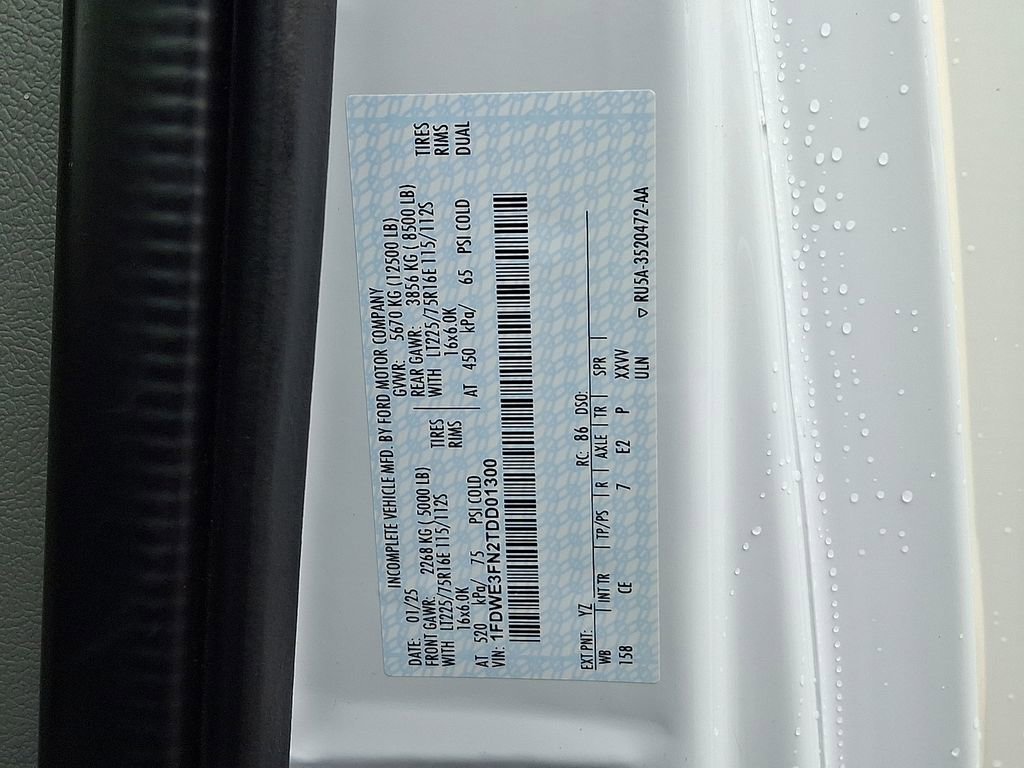 INCOMPLETE VEHICLE MFD. BY FORD MOTOR COMPANY
DATE: 01/25 GVWR: 5670 KG (12500 LB)
FRONT GAWR: 2268 KG (5000 LB) REAR GAWR: 3856 KG (8500 LB)
WITH LT225/75R16E 115/112S TIRES WITH LT225/75R16E 115/112S TIRES
16x6.0K RIMS 16x6.0K RIMS
AT 520 kPa/ 75 PSI COLD AT 450 kPa/ 65 PSI COLD DUAL
VIN: 1FDWE3FN2TDD01300
EXT PNT: YZ RC: 86 DSO:
WB INT TR TP/PS R AXLE TR SPR
158 CE 7 E2 P XXVV
ULN
RU5A-3520472-AA